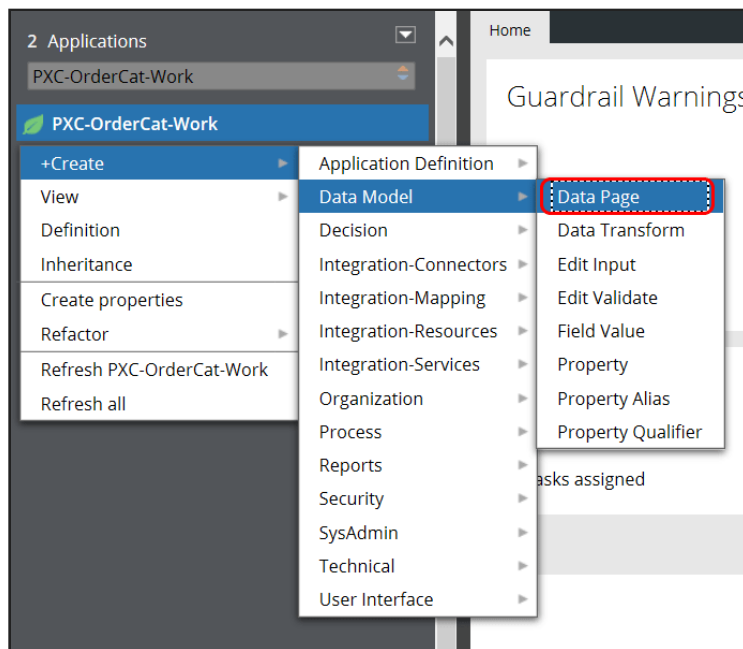 2 Applications
PXC-OrderCat-Work
PXC-OrderCat-Work
+Create
View
Definition
Inheritance
Create properties
Refactor
Refresh PXC-OrderCat-Work
Refresh all
Application Definition
Data Model
Decision
Integration-Connectors
Integration-Mapping
Integration-Resources
Integration-Services
Organization
Process
Reports
Security
SysAdmin
Technical
User Interface
Data Page
Data Transform
Edit Input
Edit Validate
Field Value
Property
Property Alias
Property Qualifier
Home
Guardrail Warnings
asks assigned